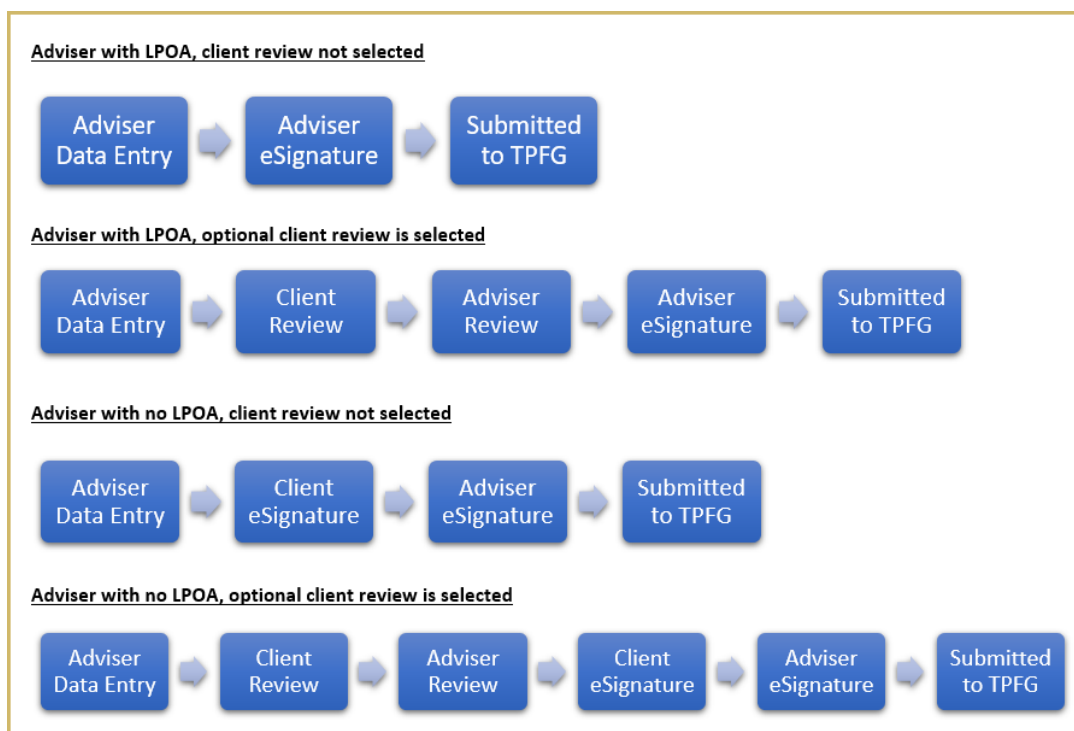 Adviser with LPOA, client review not selected
Adviser
Data Entry
Adviser
eSignature
Submitted
to TPFG
Adviser with LPOA, optional client review is selected
Adviser
Data Entry
Client
Review
Adviser
Review
Adviser
eSignature
Submitted
to TPFG
Adviser with no LPOA, client review not selected
Adviser
Data Entry
Client
eSignature
Adviser
eSignature
Submitted
to TPFG
Adviser with no LPOA, optional client review is selected
Adviser
Data Entry
Client
Review
Adviser
Review
Client
eSignature
Adviser
eSignature
Submitted
to TPFG